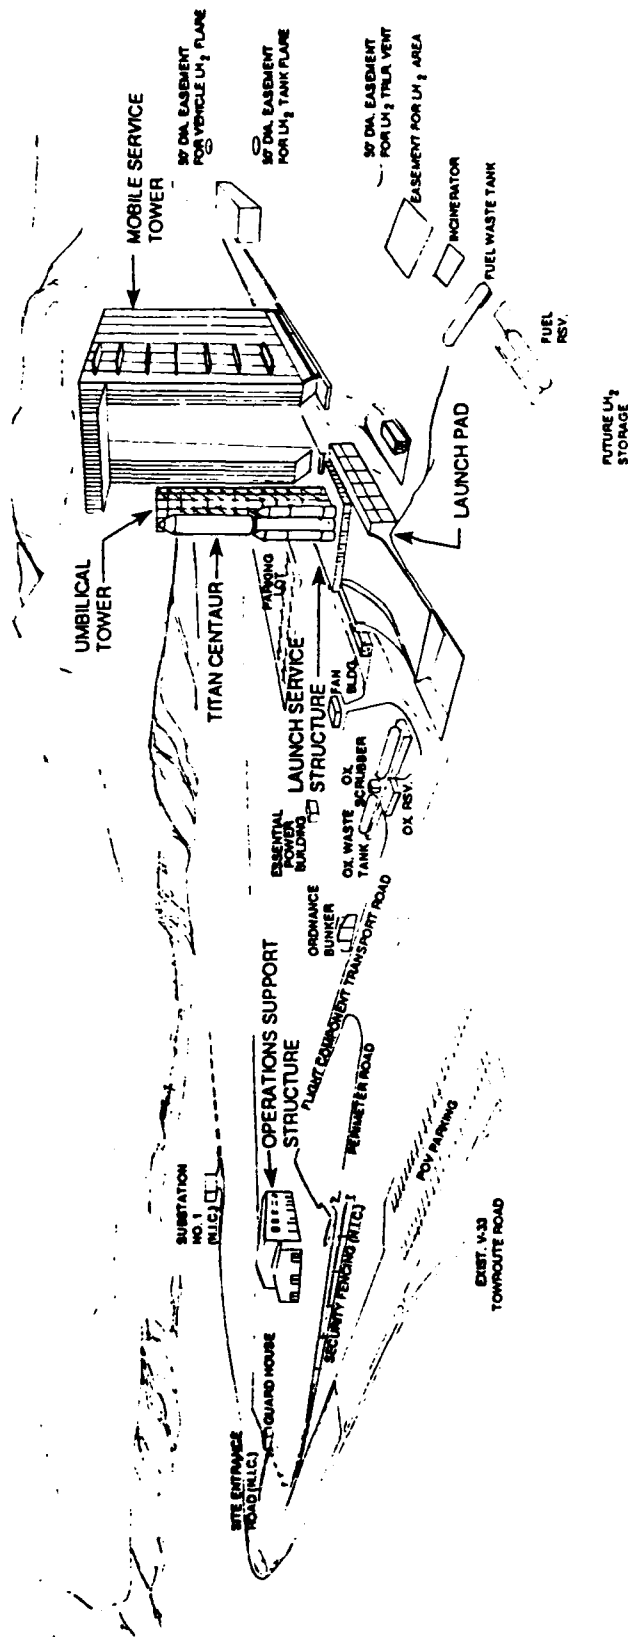 50' DIA. EASEMENT
FOR VEHICLE LH2 FLARE
50' DIA. EASEMENT
FOR LH2 TANK FLARE
50' DIA. EASEMENT
FOR LH2 TRLR. VENT
EASEMENT FOR LH2 AREA
INCINERATOR
FUEL WASTE TANK
FUEL
RSV.
FUTURE LH2
STORAGE
MOBILE SERVICE
TOWER
UMBILICAL
TOWER
TITAN CENTAUR
PARKING
LOT
LAUNCH PAD
LAUNCH SERVICE
STRUCTURE
FAN
BLDG.
ESSENTIAL
POWER
BUILDING
OX. WASTE
TANK
OX.
SCRUBBER
OX. RSV.
ORDNANCE
BUNKER
FLIGHT COMPONENT TRANSPORT ROAD
OPERATIONS SUPPORT
STRUCTURE
PERIMETER ROAD
SUBSTATION
NO. 1
(N.I.C.)
SECURITY FENCING (N.I.C.)
POV PARKING
EXIST. V-33
TOWROUTE ROAD
GUARD HOUSE
SITE ENTRANCE
ROAD (N.I.C.)